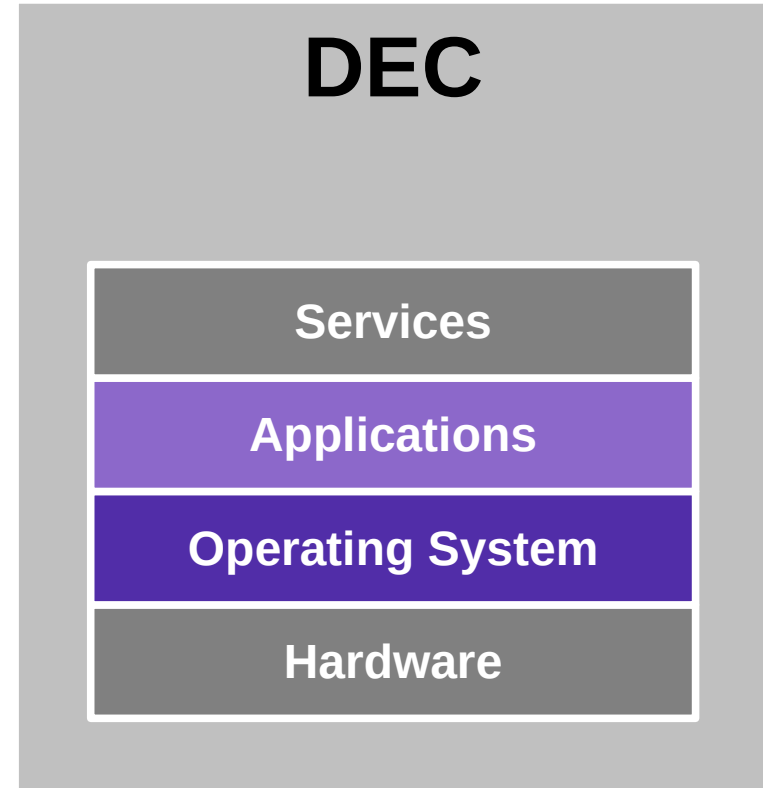 DEC
Services
Applications
Operating System
Hardware